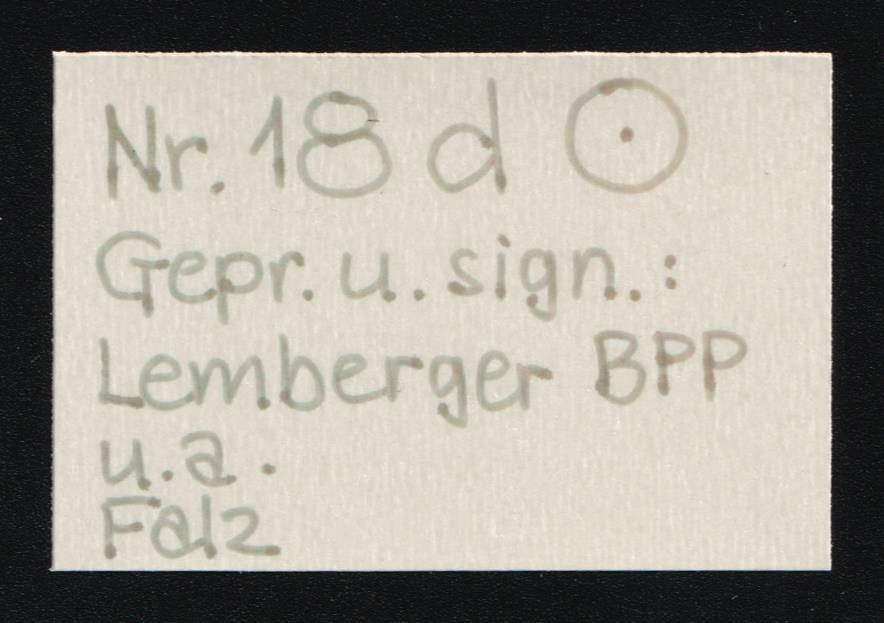 Nr. 18 d ⊙
Gepr. u. sign.:
Lemberger BPP
u.a.
Falz